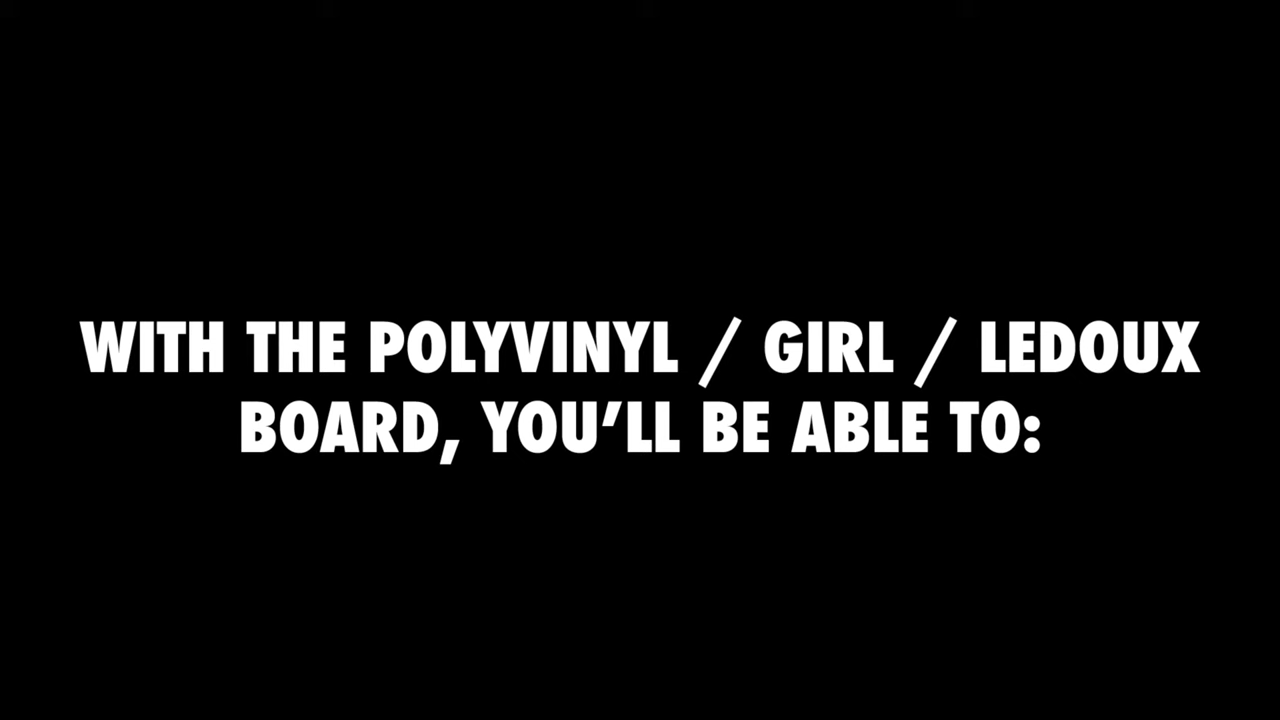 WITH THE POLYVINYL / GIRL / LEDOUX
BOARD, YOU’LL BE ABLE TO: